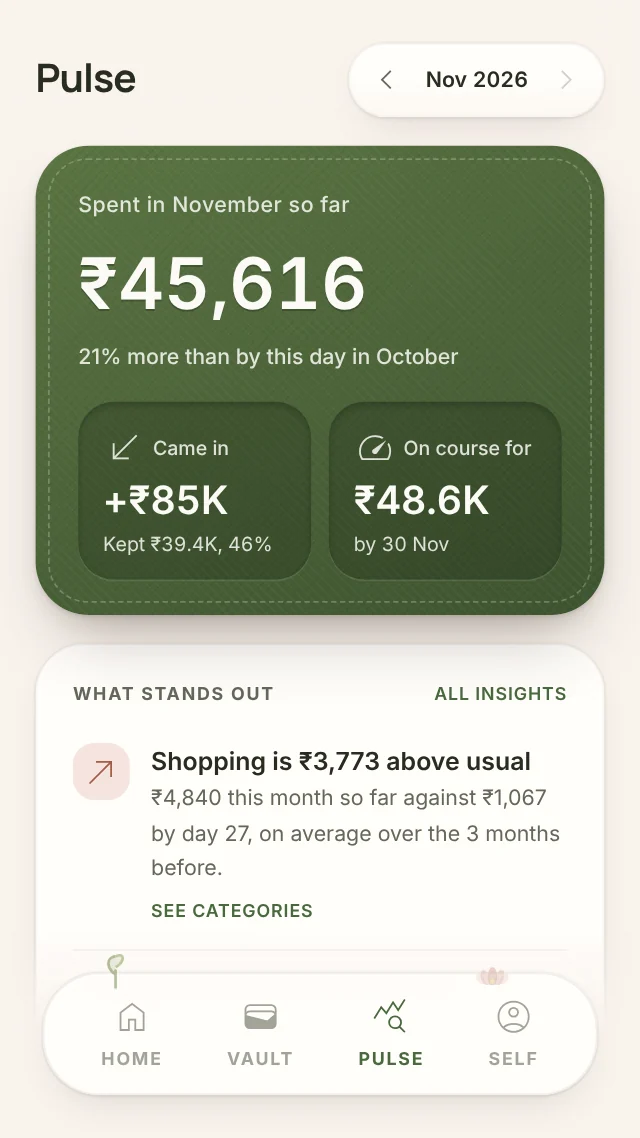 Pulse
Nov 2026
Spent in November so far
₹45,616
21% more than by this day in October
Came in
+₹85K
Kept ₹39.4K, 46%
On course for
₹48.6K
by 30 Nov
WHAT STANDS OUT
ALL INSIGHTS
Shopping is ₹3,773 above usual
₹4,840 this month so far against ₹1,067
by day 27, on average over the 3 months
before.
SEE CATEGORIES
HOME
VAULT
PULSE
SELF